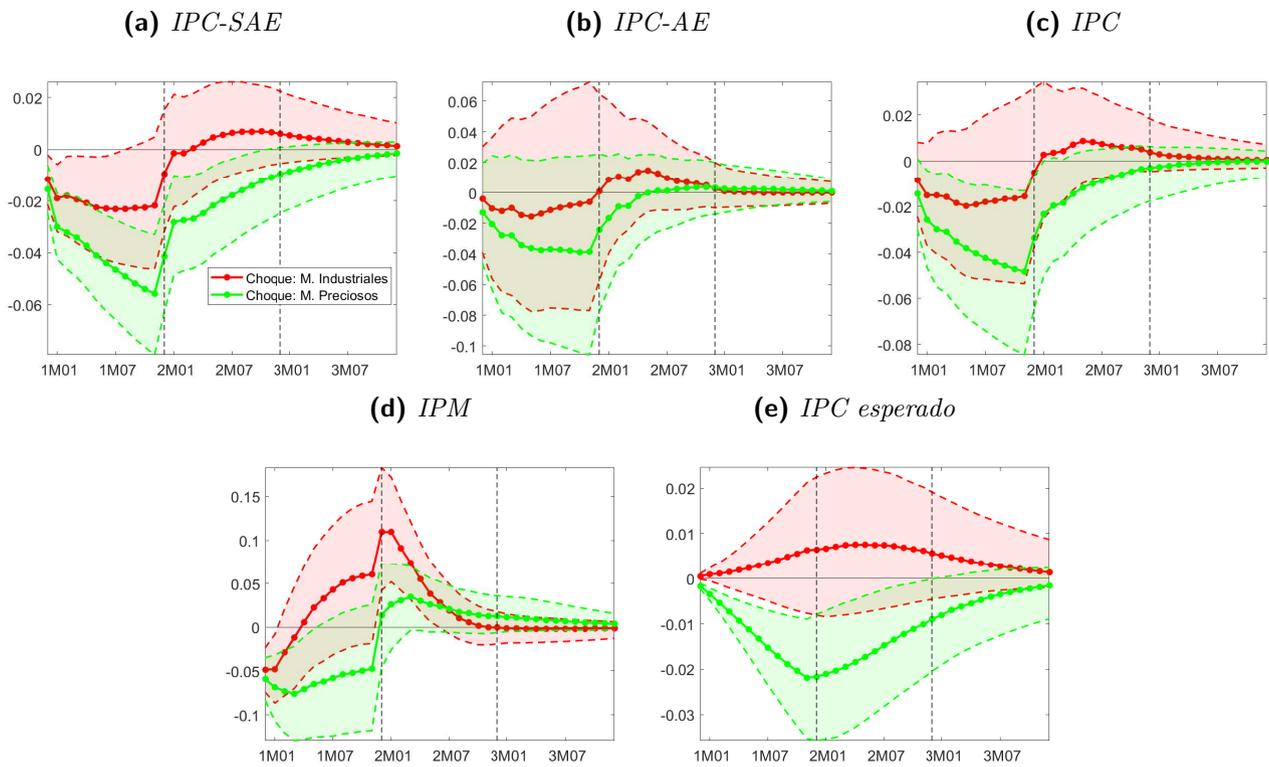 (a) IPC-SAE
(b) IPC-AE
(c) IPC
0.02
0
-0.02
-0.04
-0.06
1M01 1M07 2M01 2M07 3M01 3M07
Choque: M. Industriales
Choque: M. Preciosos
0.06
0.04
0.02
0
-0.02
-0.04
-0.06
-0.08
-0.1
1M01 1M07 2M01 2M07 3M01 3M07
0.02
0
-0.02
-0.04
-0.06
-0.08
1M01 1M07 2M01 2M07 3M01 3M07
(d) IPM
(e) IPC esperado
0.15
0.1
0.05
0
-0.05
-0.1
1M01 1M07 2M01 2M07 3M01 3M07
0.02
0.01
0
-0.01
-0.02
-0.03
1M01 1M07 2M01 2M07 3M01 3M07